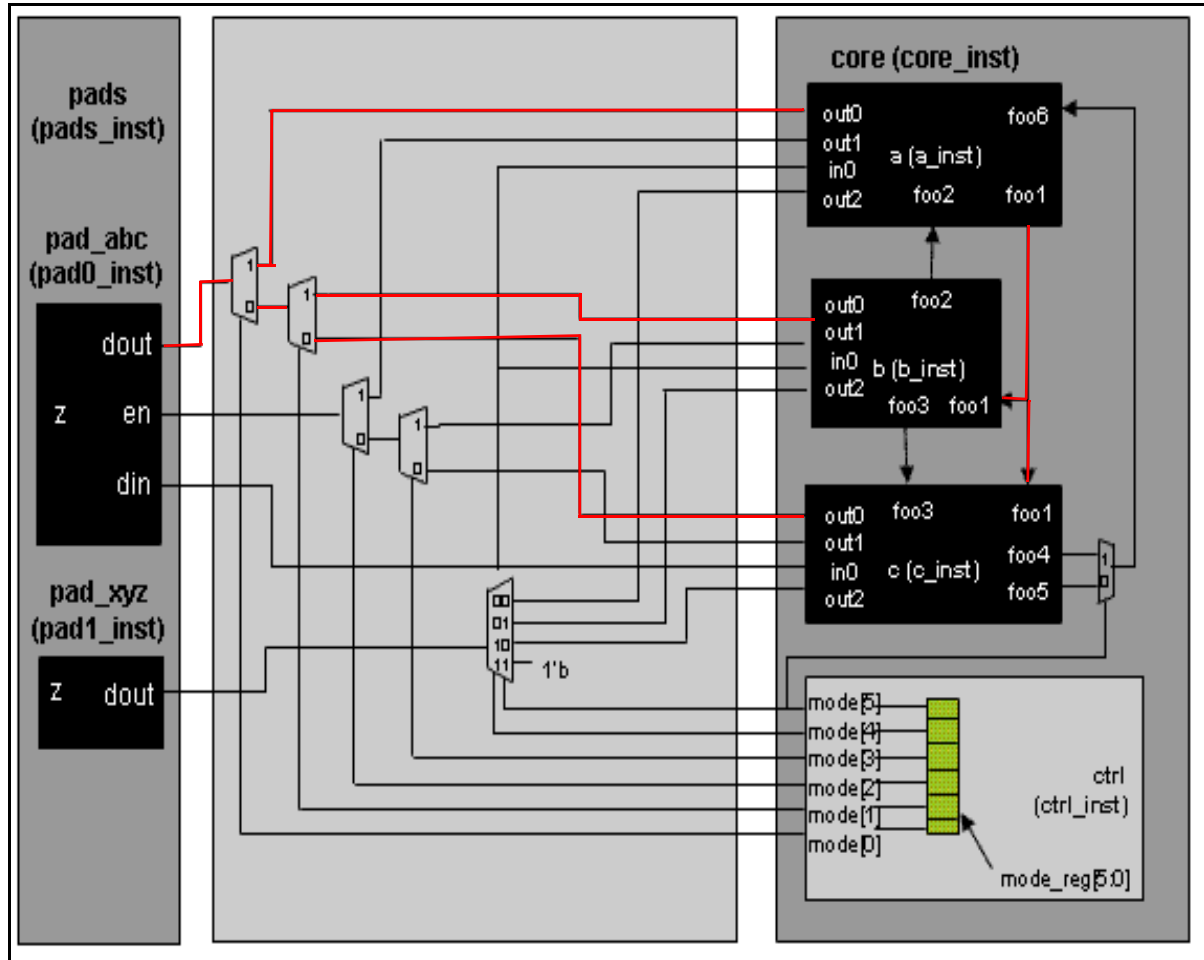 pads
(pads_inst)
pad_abc
(pad0_inst)
dout
z
en
din
pad_xyz
(pad1_inst)
z
dout
1
0
1
0
1
0
1
0
00
01
10
11
1'b
core (core_inst)
out0
foo6
out1
a (a_inst)
in0
out2
foo2
foo1
out0
foo2
out1
in0
b (b_inst)
out2
foo3
foo1
out0
foo3
foo1
out1
foo4
in0
c (c_inst)
foo5
out2
1
0
mode[5]
mode[4]
mode[3]
mode[2]
mode[1]
mode[0]
ctrl
(ctrl_inst)
mode_reg[5:0]